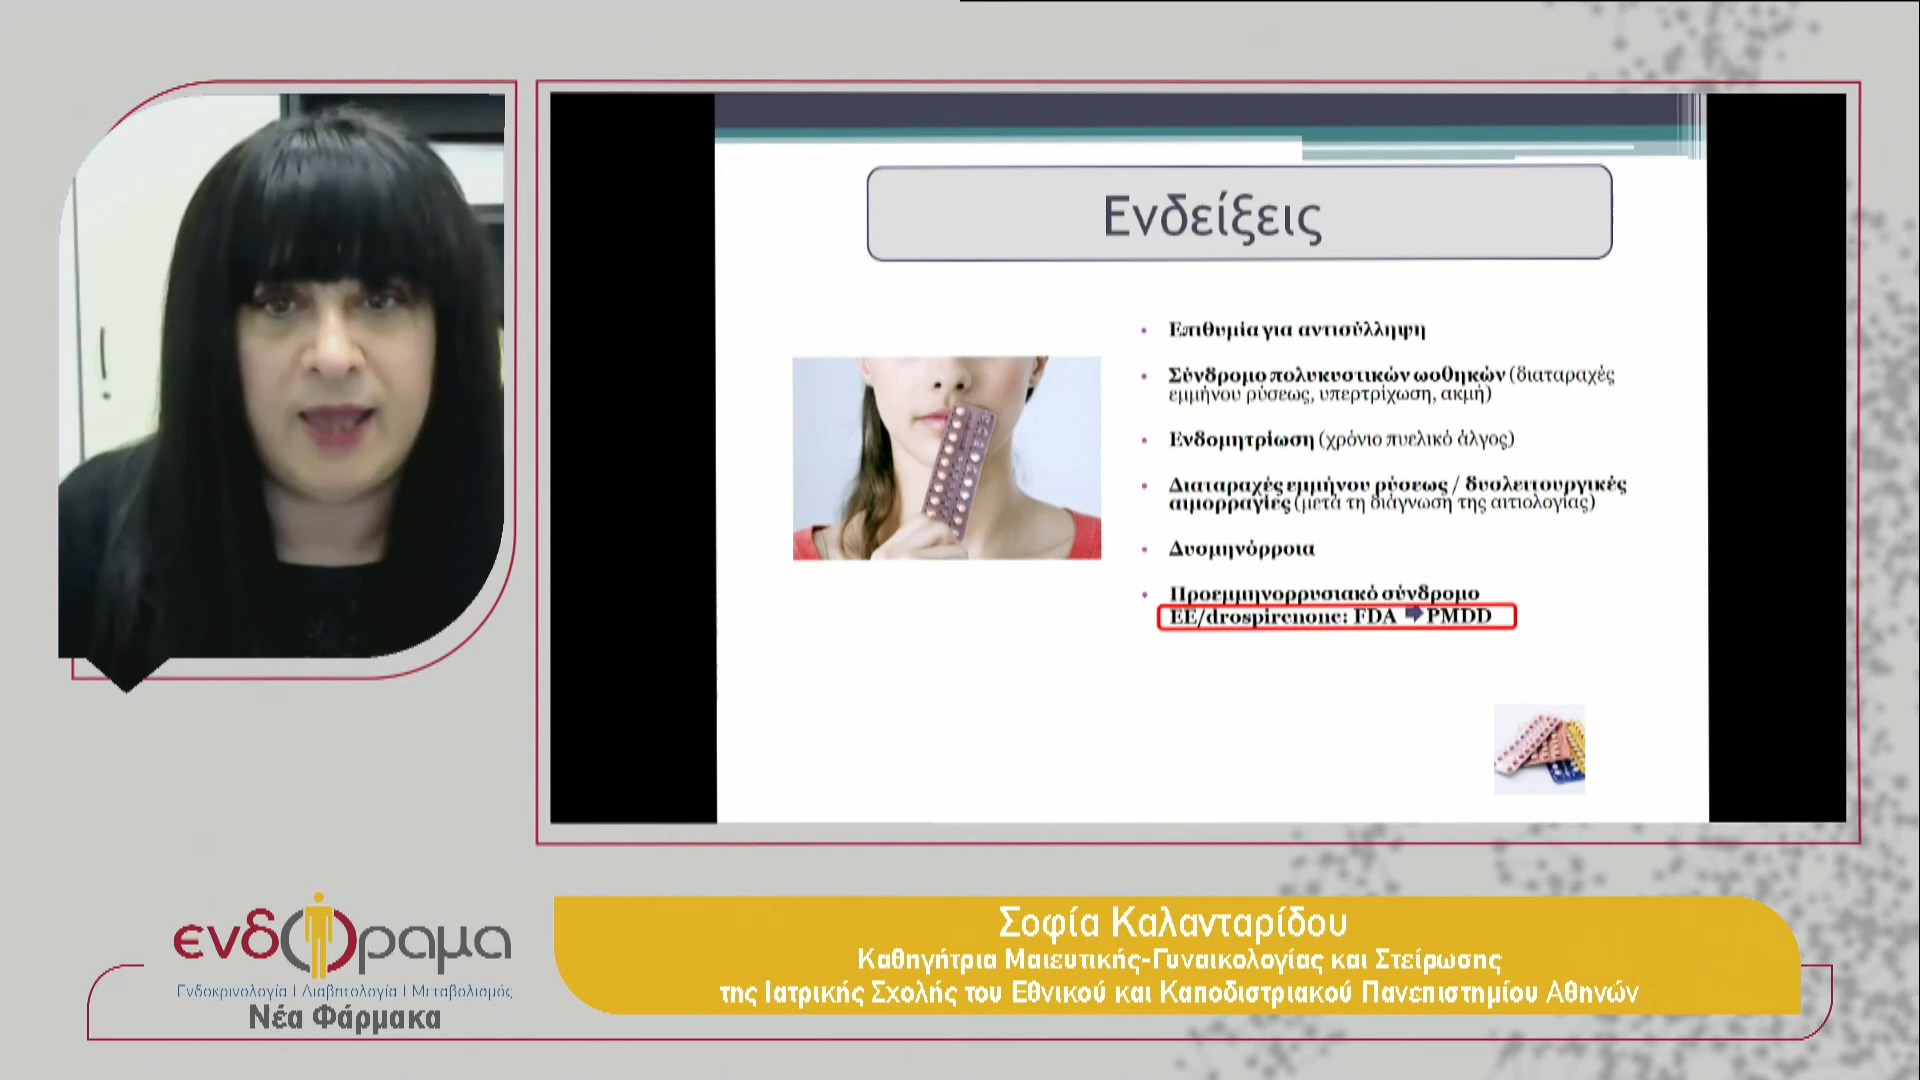 Ενδείξεις
• Επιθυμία για αντισύλληψη
• Σύνδρομο πολυκυστικών ωοθηκών (διαταραχές
εμμήνου ρύσεως, υπερτρίχωση, ακμή)
• Ενδομητρίωση (χρόνιο πυελικό άλγος)
• Διαταραχές εμμήνου ρύσεως / δυσλειτουργικές
αιμορραγίες (μετά τη διάγνωση της αιτιολογίας)
• Δυσμηνόρροια
• Προεμμηνορρυσιακό σύνδρομο
EE/drospirenone: FDA ➡ PMDD
ενδόραμα
Ενδοκρινολογία | Διαβητολογία | Μεταβολισμός
Νέα Φάρμακα
Σοφία Καλανταρίδου
Καθηγήτρια Μαιευτικής-Γυναικολογίας και Στείρωσης
της Ιατρικής Σχολής του Εθνικού και Καποδιστριακού Πανεπιστημίου Αθηνών